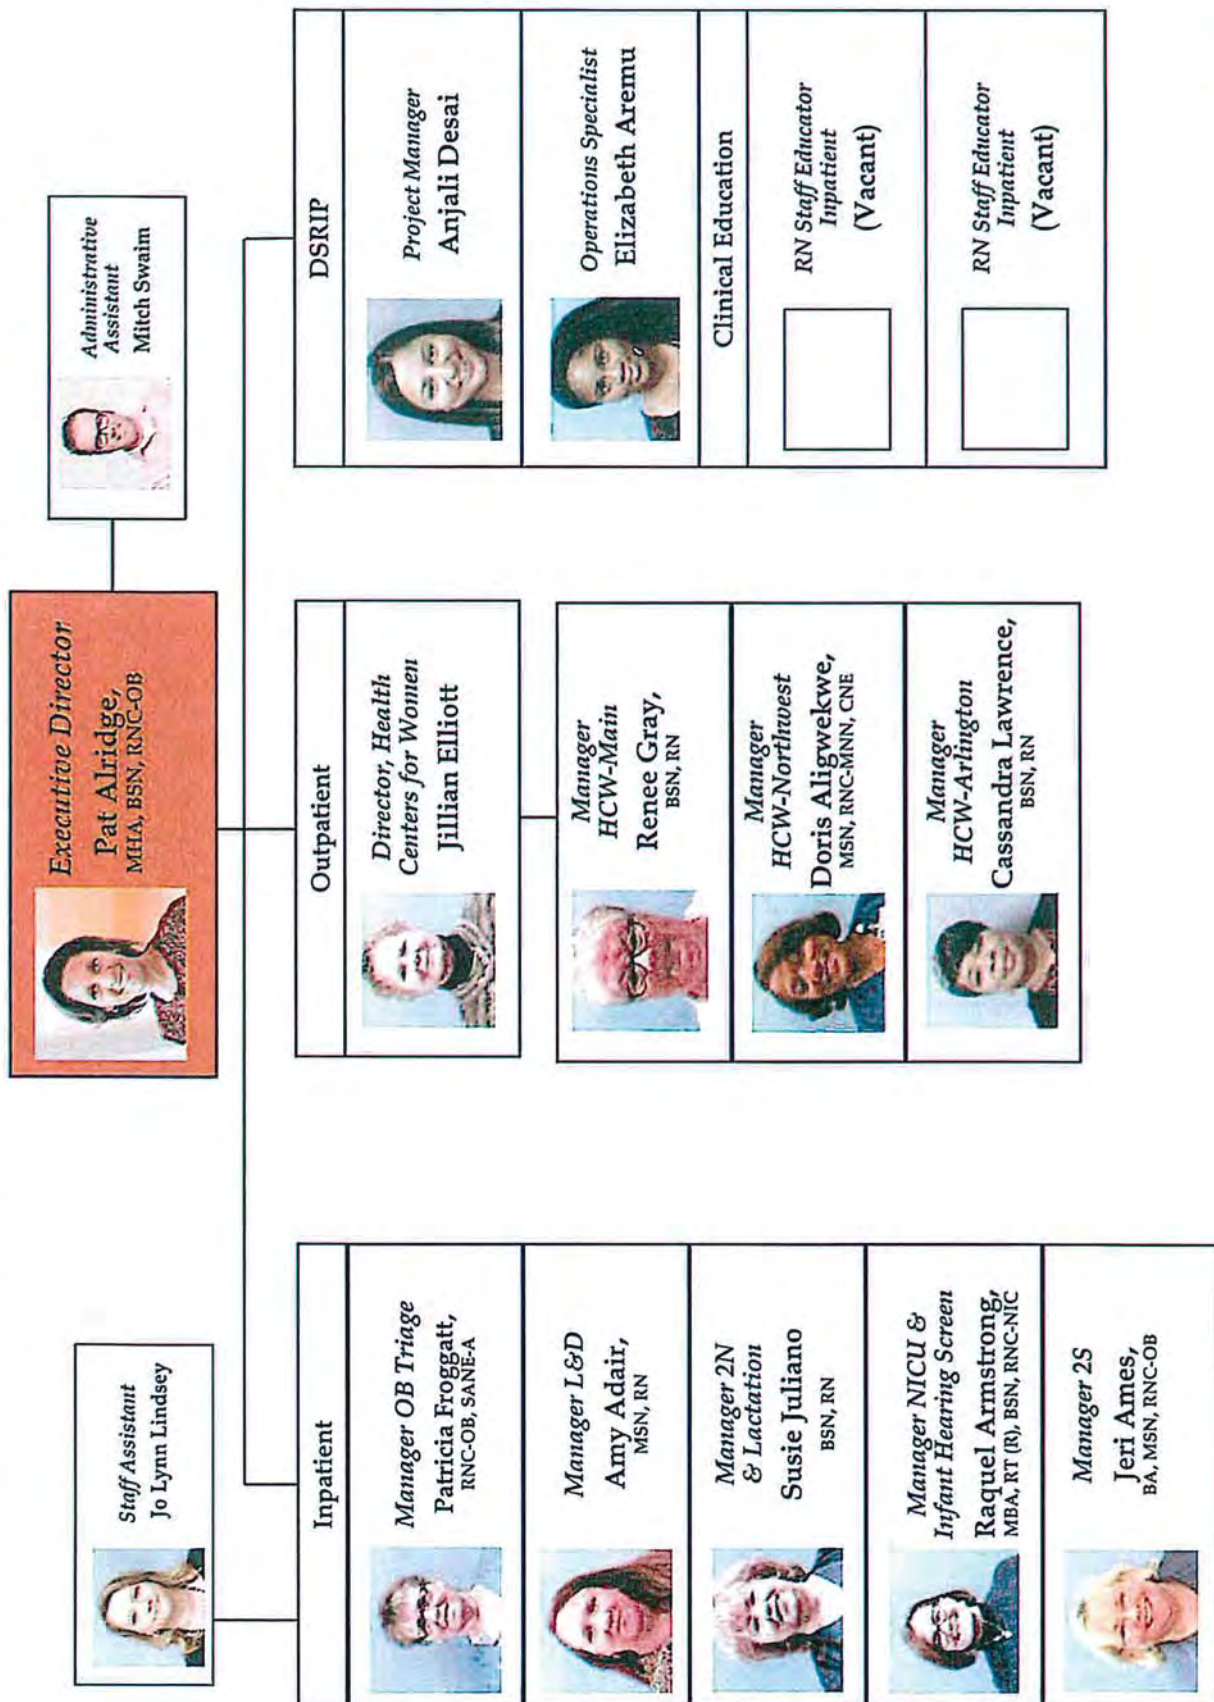 Executive Director
Pat Alridge,
MHA, BSN, RNC-OB
Administrative
Assistant
Mitch Swaim
Staff Assistant
Jo Lynn Lindsey
Inpatient
Manager OB Triage
Patricia Froggatt,
RNC-OB, SANE-A
Manager L&D
Amy Adair,
MSN, RN
Manager 2N
& Lactation
Susie Juliano
BSN, RN
Manager NICU &
Infant Hearing Screen
Raquel Armstrong,
MBA, RT (R), BSN, RNC-NIC
Manager 2S
Jeri Ames,
BA, MSN, RNC-OB
Outpatient
Director, Health
Centers for Women
Jillian Elliott
Manager
HCW-Main
Renee Gray,
BSN, RN
Manager
HCW-Northwest
Doris Aligwekwe,
MSN, RNC-MNN, CNE
Manager
HCW-Arlington
Cassandra Lawrence,
BSN, RN
DSRIP
Project Manager
Anjali Desai
Operations Specialist
Elizabeth Aremu
Clinical Education
RN Staff Educator
Inpatient
(Vacant)
RN Staff Educator
Inpatient
(Vacant)